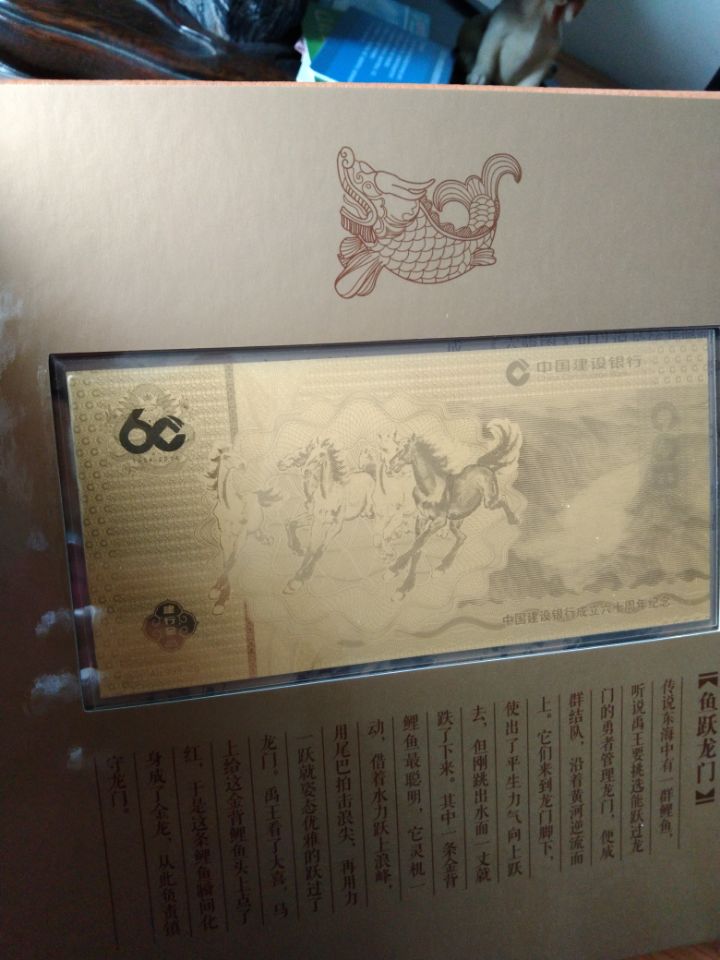 中国建设银行
60
1954-2014
中国建设银行成立六十周年纪念
【鱼跃龙门】
传说东海中有一群鲤鱼，
听说禹王要挑选能跃过龙
门的勇者管理龙门，便成
群结队，沿着黄河逆流而
上。它们来到龙门脚下，
使出了平生力气向上跃
去，但刚跳出水面一丈就
跌了下来。其中一条金背
鲤鱼最聪明，它灵机一
动，借着水力跃上浪峰，
用尾巴拍击浪尖，再用力
一跃就姿态优雅的跃过了
龙门。禹王看了大喜，马
上给这金背鲤鱼头上点了
红，于是这条鲤鱼瞬间化
身成了金龙，从此负责镇
守龙门。